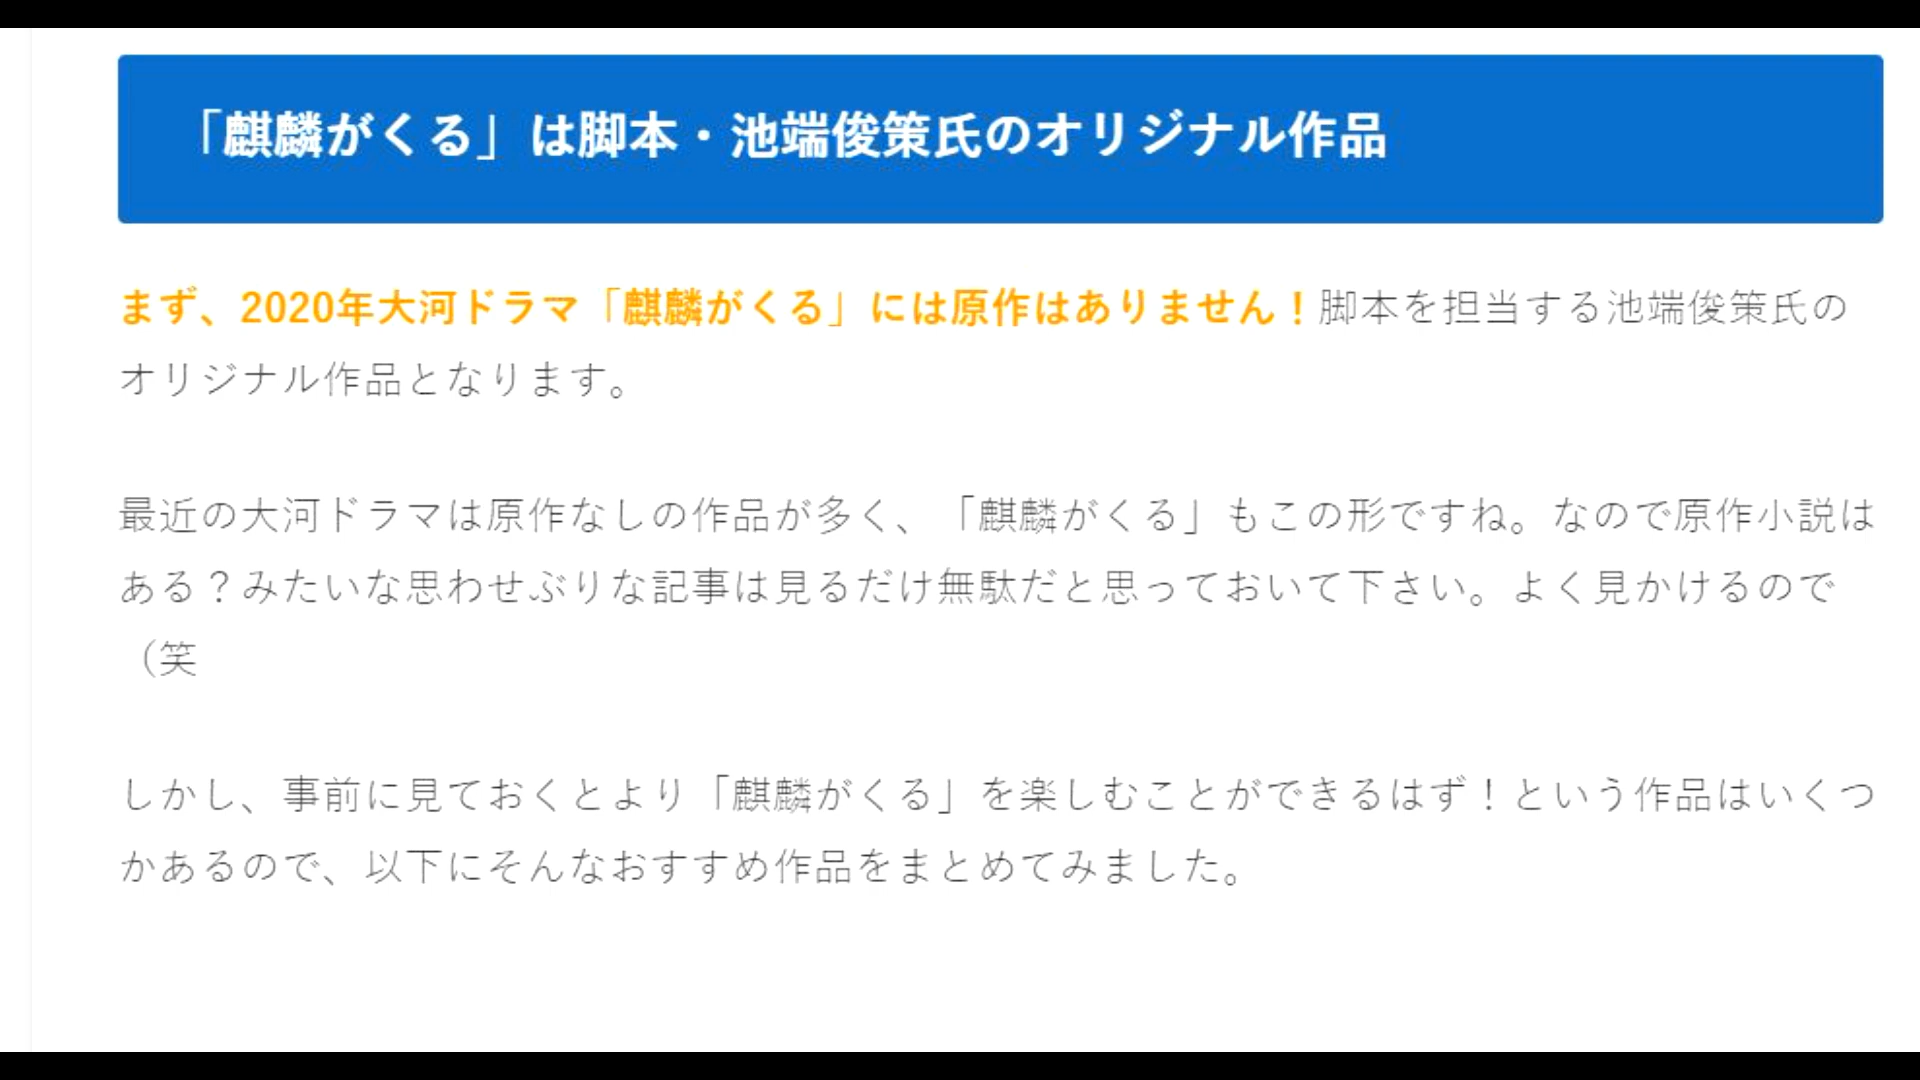 「麒麟がくる」は脚本・池端俊策氏のオリジナル作品
まず、2020年大河ドラマ「麒麟がくる」には原作はありません！脚本を担当する池端俊策氏の
オリジナル作品となります。
最近の大河ドラマは原作なしの作品が多く、「麒麟がくる」もこの形ですね。なので原作小説は
ある？みたいな思わせぶりな記事は見るだけ無駄だと思っておいて下さい。よく見かけるので
（笑
しかし、事前に見ておくとより「麒麟がくる」を楽しむことができるはず！という作品はいくつ
かあるので、以下にそんなおすすめ作品をまとめてみました。